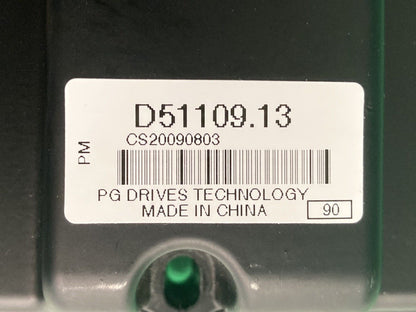 D51109.13
CS20090803
PM
PG DRIVES TECHNOLOGY
MADE IN CHINA
90